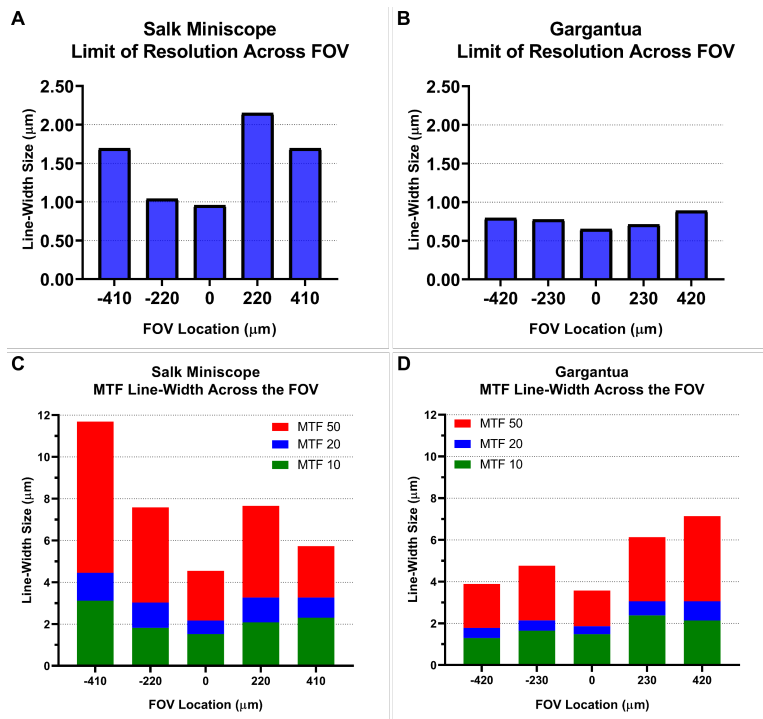 A
Salk Miniscope
Limit of Resolution Across FOV
Line-Width Size (μm)
2.50
2.00
1.50
1.00
0.50
0.00
-410 -220 0 220 410
FOV Location (μm)
B
Gargantua
Limit of Resolution Across FOV
Line-Width Size (μm)
2.50
2.00
1.50
1.00
0.50
0.00
-420 -230 0 230 420
FOV Location (μm)
C
Salk Miniscope
MTF Line-Width Across the FOV
Line-Width Size (μm)
12
10
8
6
4
2
0
MTF 50
MTF 20
MTF 10
-410 -220 0 220 410
FOV Location (μm)
D
Gargantua
MTF Line-Width Across the FOV
Line-Width Size (μm)
12
10
8
6
4
2
0
MTF 50
MTF 20
MTF 10
-420 -230 0 230 420
FOV Location (μm)